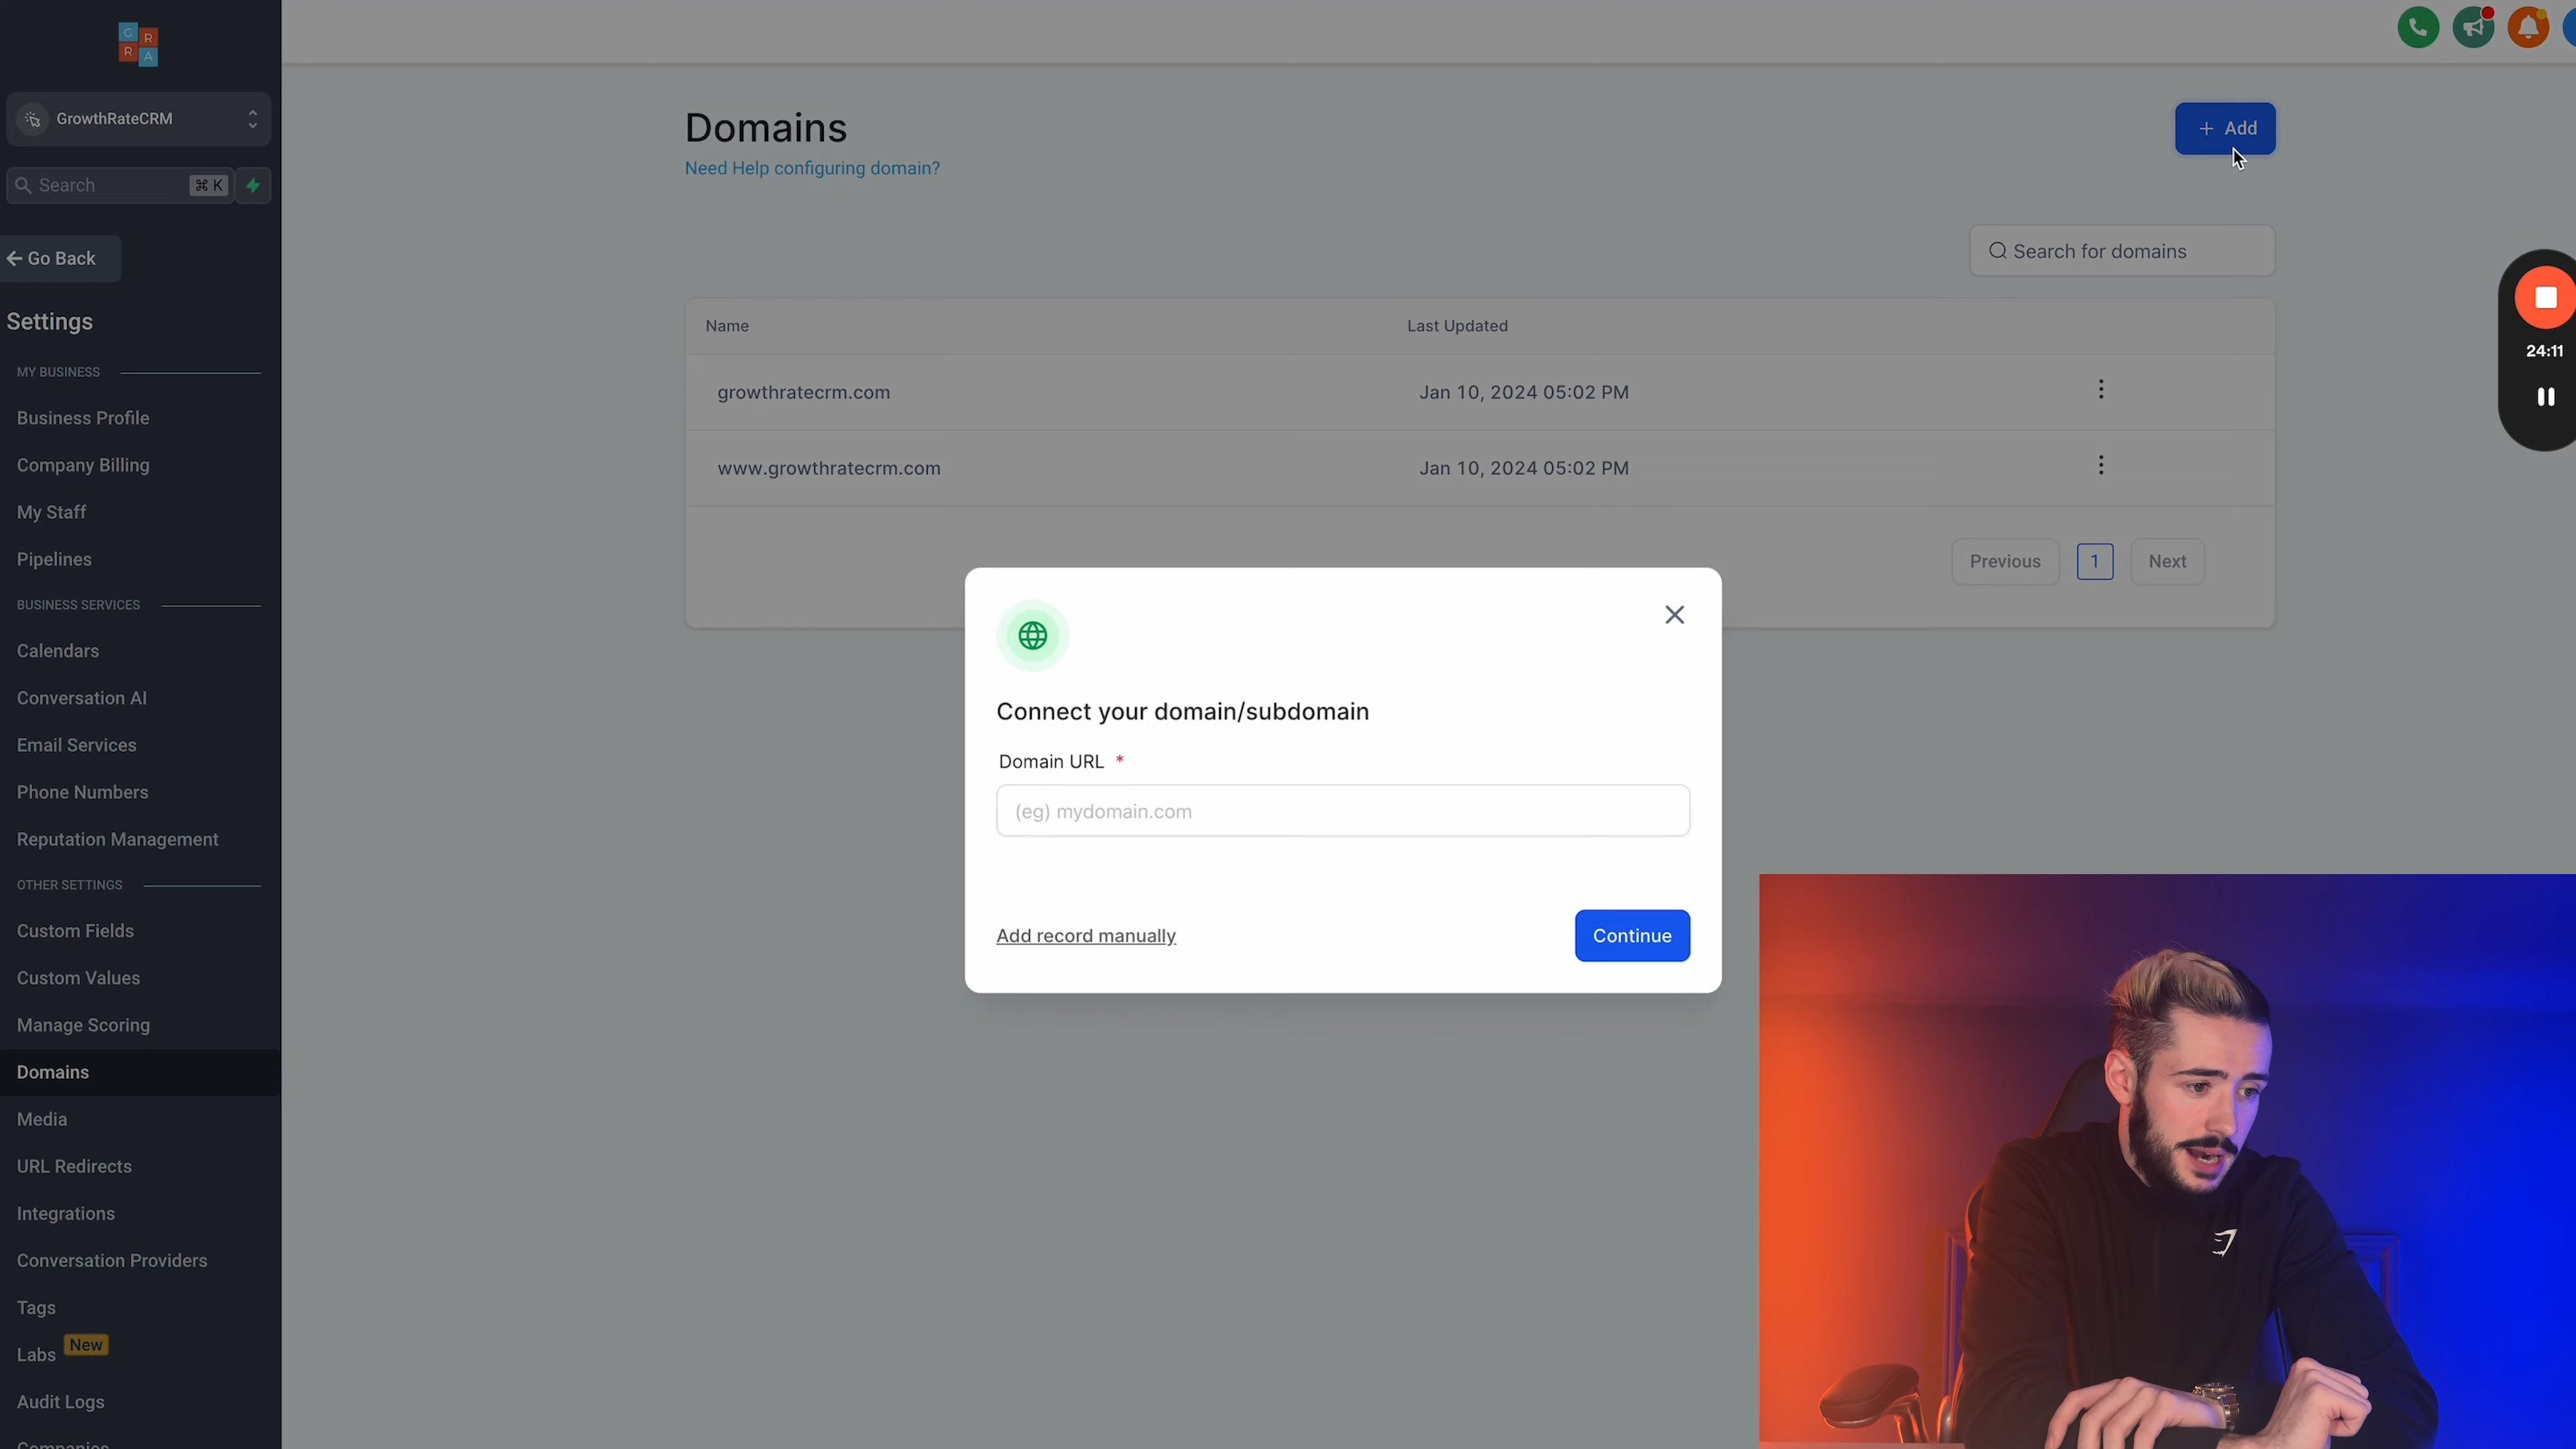 G R
R A
GrowthRateCRM
Search ⌘ K
Go Back
Settings
MY BUSINESS
Business Profile
Company Billing
My Staff
Pipelines
BUSINESS SERVICES
Calendars
Conversation AI
Email Services
Phone Numbers
Reputation Management
OTHER SETTINGS
Custom Fields
Custom Values
Manage Scoring
Domains
Media
URL Redirects
Integrations
Conversation Providers
Tags
Labs New
Audit Logs
Companies
Domains
+ Add
Need Help configuring domain?
Search for domains
Name Last Updated
growthratecrm.com Jan 10, 2024 05:02 PM
www.growthratecrm.com Jan 10, 2024 05:02 PM
Previous 1 Next
Connect your domain/subdomain
Domain URL *
(eg) mydomain.com
Add record manually
Continue
24:11